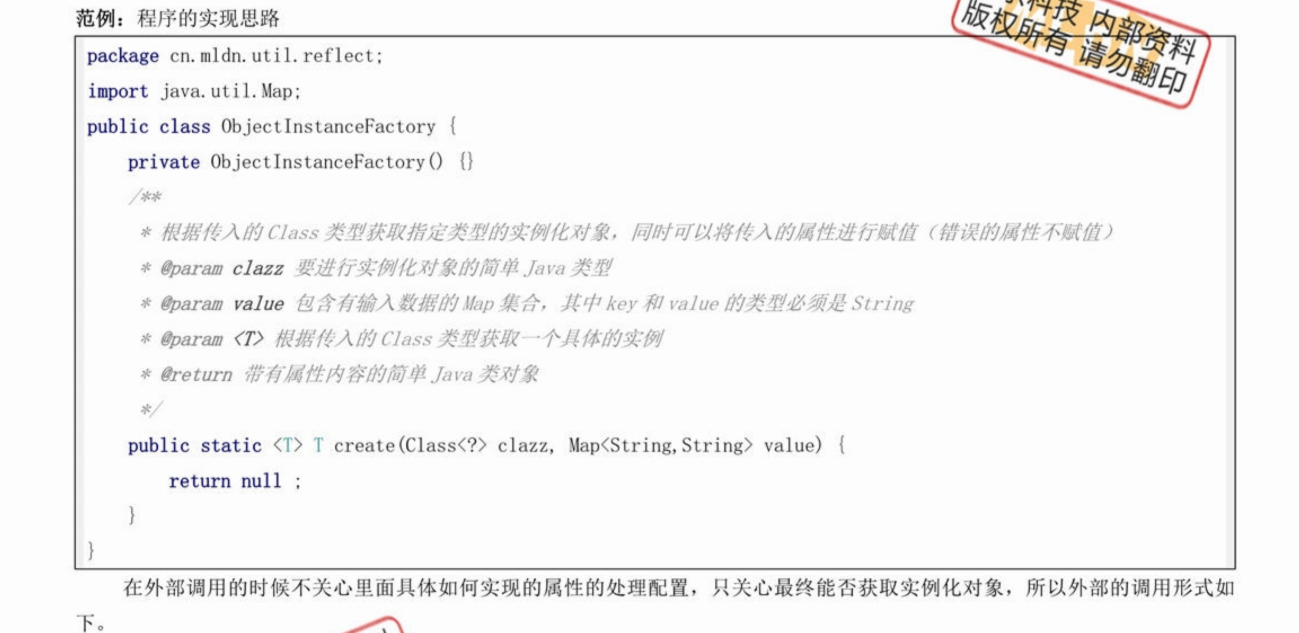 范例：程序的实现思路
科技 内部资料
版权所有 请勿翻印
package cn.mldn.util.reflect;
import java.util.Map;
public class ObjectInstanceFactory {
private ObjectInstanceFactory() {}
/**
* 根据传入的 Class 类型获取指定类型的实例化对象，同时可以将传入的属性进行赋值（错误的属性不赋值）
* @param clazz 要进行实例化对象的简单 Java 类型
* @param value 包含有输入数据的 Map 集合，其中 key 和 value 的类型必须是 String
* @param <T> 根据传入的 Class 类型获取一个具体的实例
* @return 带有属性内容的简单 Java 类对象
*/
public static <T> T create(Class<?> clazz, Map<String,String> value) {
return null ;
}
}
在外部调用的时候不关心里面具体如何实现的属性的处理配置，只关心最终能否获取实例化对象，所以外部的调用形式如
下。